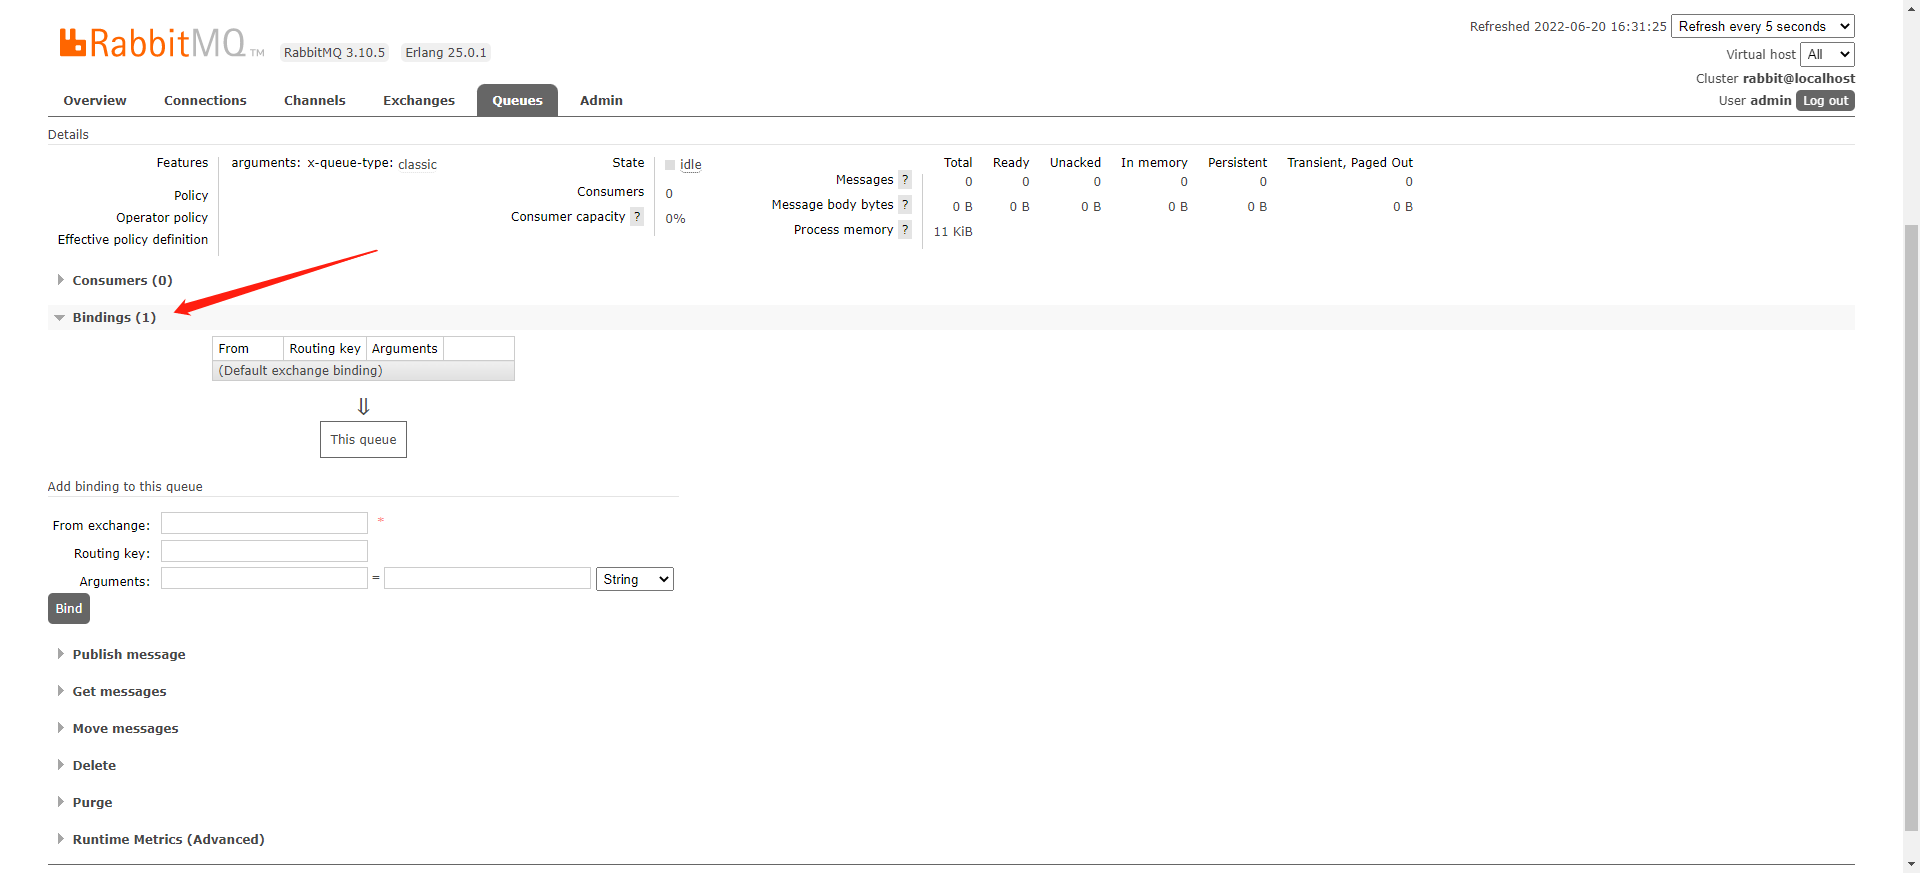 RabbitMQ TM RabbitMQ 3.10.5 Erlang 25.0.1
Refreshed 2022-06-20 16:31:25 Refresh every 5 seconds
Virtual host All
Cluster rabbit@localhost
User admin Log out
Overview Connections Channels Exchanges Queues Admin
Details
Features arguments: x-queue-type: classic
Policy
Operator policy
Effective policy definition
State idle
Consumers 0
Consumer capacity ? 0%
Total Ready Unacked In memory Persistent Transient, Paged Out
Messages ? 0 0 0 0 0 0
Message body bytes ? 0 B 0 B 0 B 0 B 0 B 0 B
Process memory ? 11 KiB
Consumers (0)
Bindings (1)
From Routing key Arguments
(Default exchange binding)
⇓
This queue
Add binding to this queue
From exchange: *
Routing key:
Arguments: = String
Bind
Publish message
Get messages
Move messages
Delete
Purge
Runtime Metrics (Advanced)